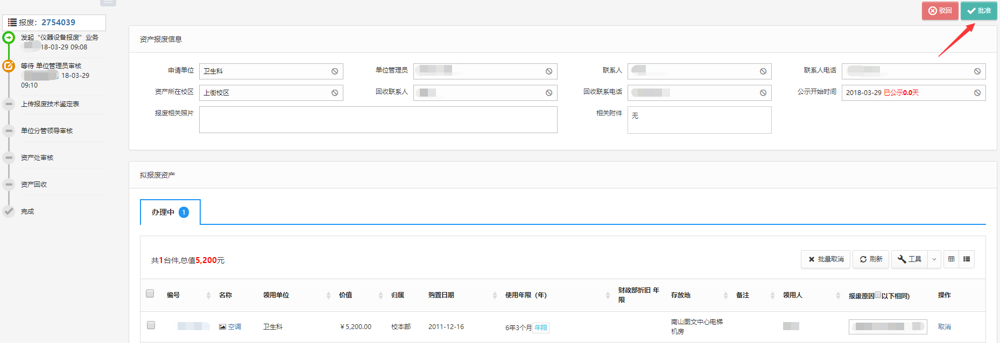 驳回
批准
报废：2754039
发起“仪器设备报废”业务
18-03-29 09:08
等待 单位管理员审核
18-03-29
09:10
上传报废技术鉴定表
单位分管领导审核
资产处审核
资产回收
完成
资产报废信息
申请单位 卫生科 单位管理员 联系人 联系人电话
资产所在校区 上街校区 回收联系人 回收联系电话 公示开始时间 2018-03-29 已公示0.0天
报废相关照片 相关附件 无
拟报废资产
办理中 1
共1台件,总值5,200元
批量取消 刷新 工具
编号 名称 领用单位 价值 归属 购置日期 使用年限（年） 财政部折旧 年限 存放地 备注 领用人 报废原因 以下相同) 操作
空调 卫生科 ￥5,200.00 校本部 2011-12-16 6年3个月 年限 南山图文中心电梯机房 取消